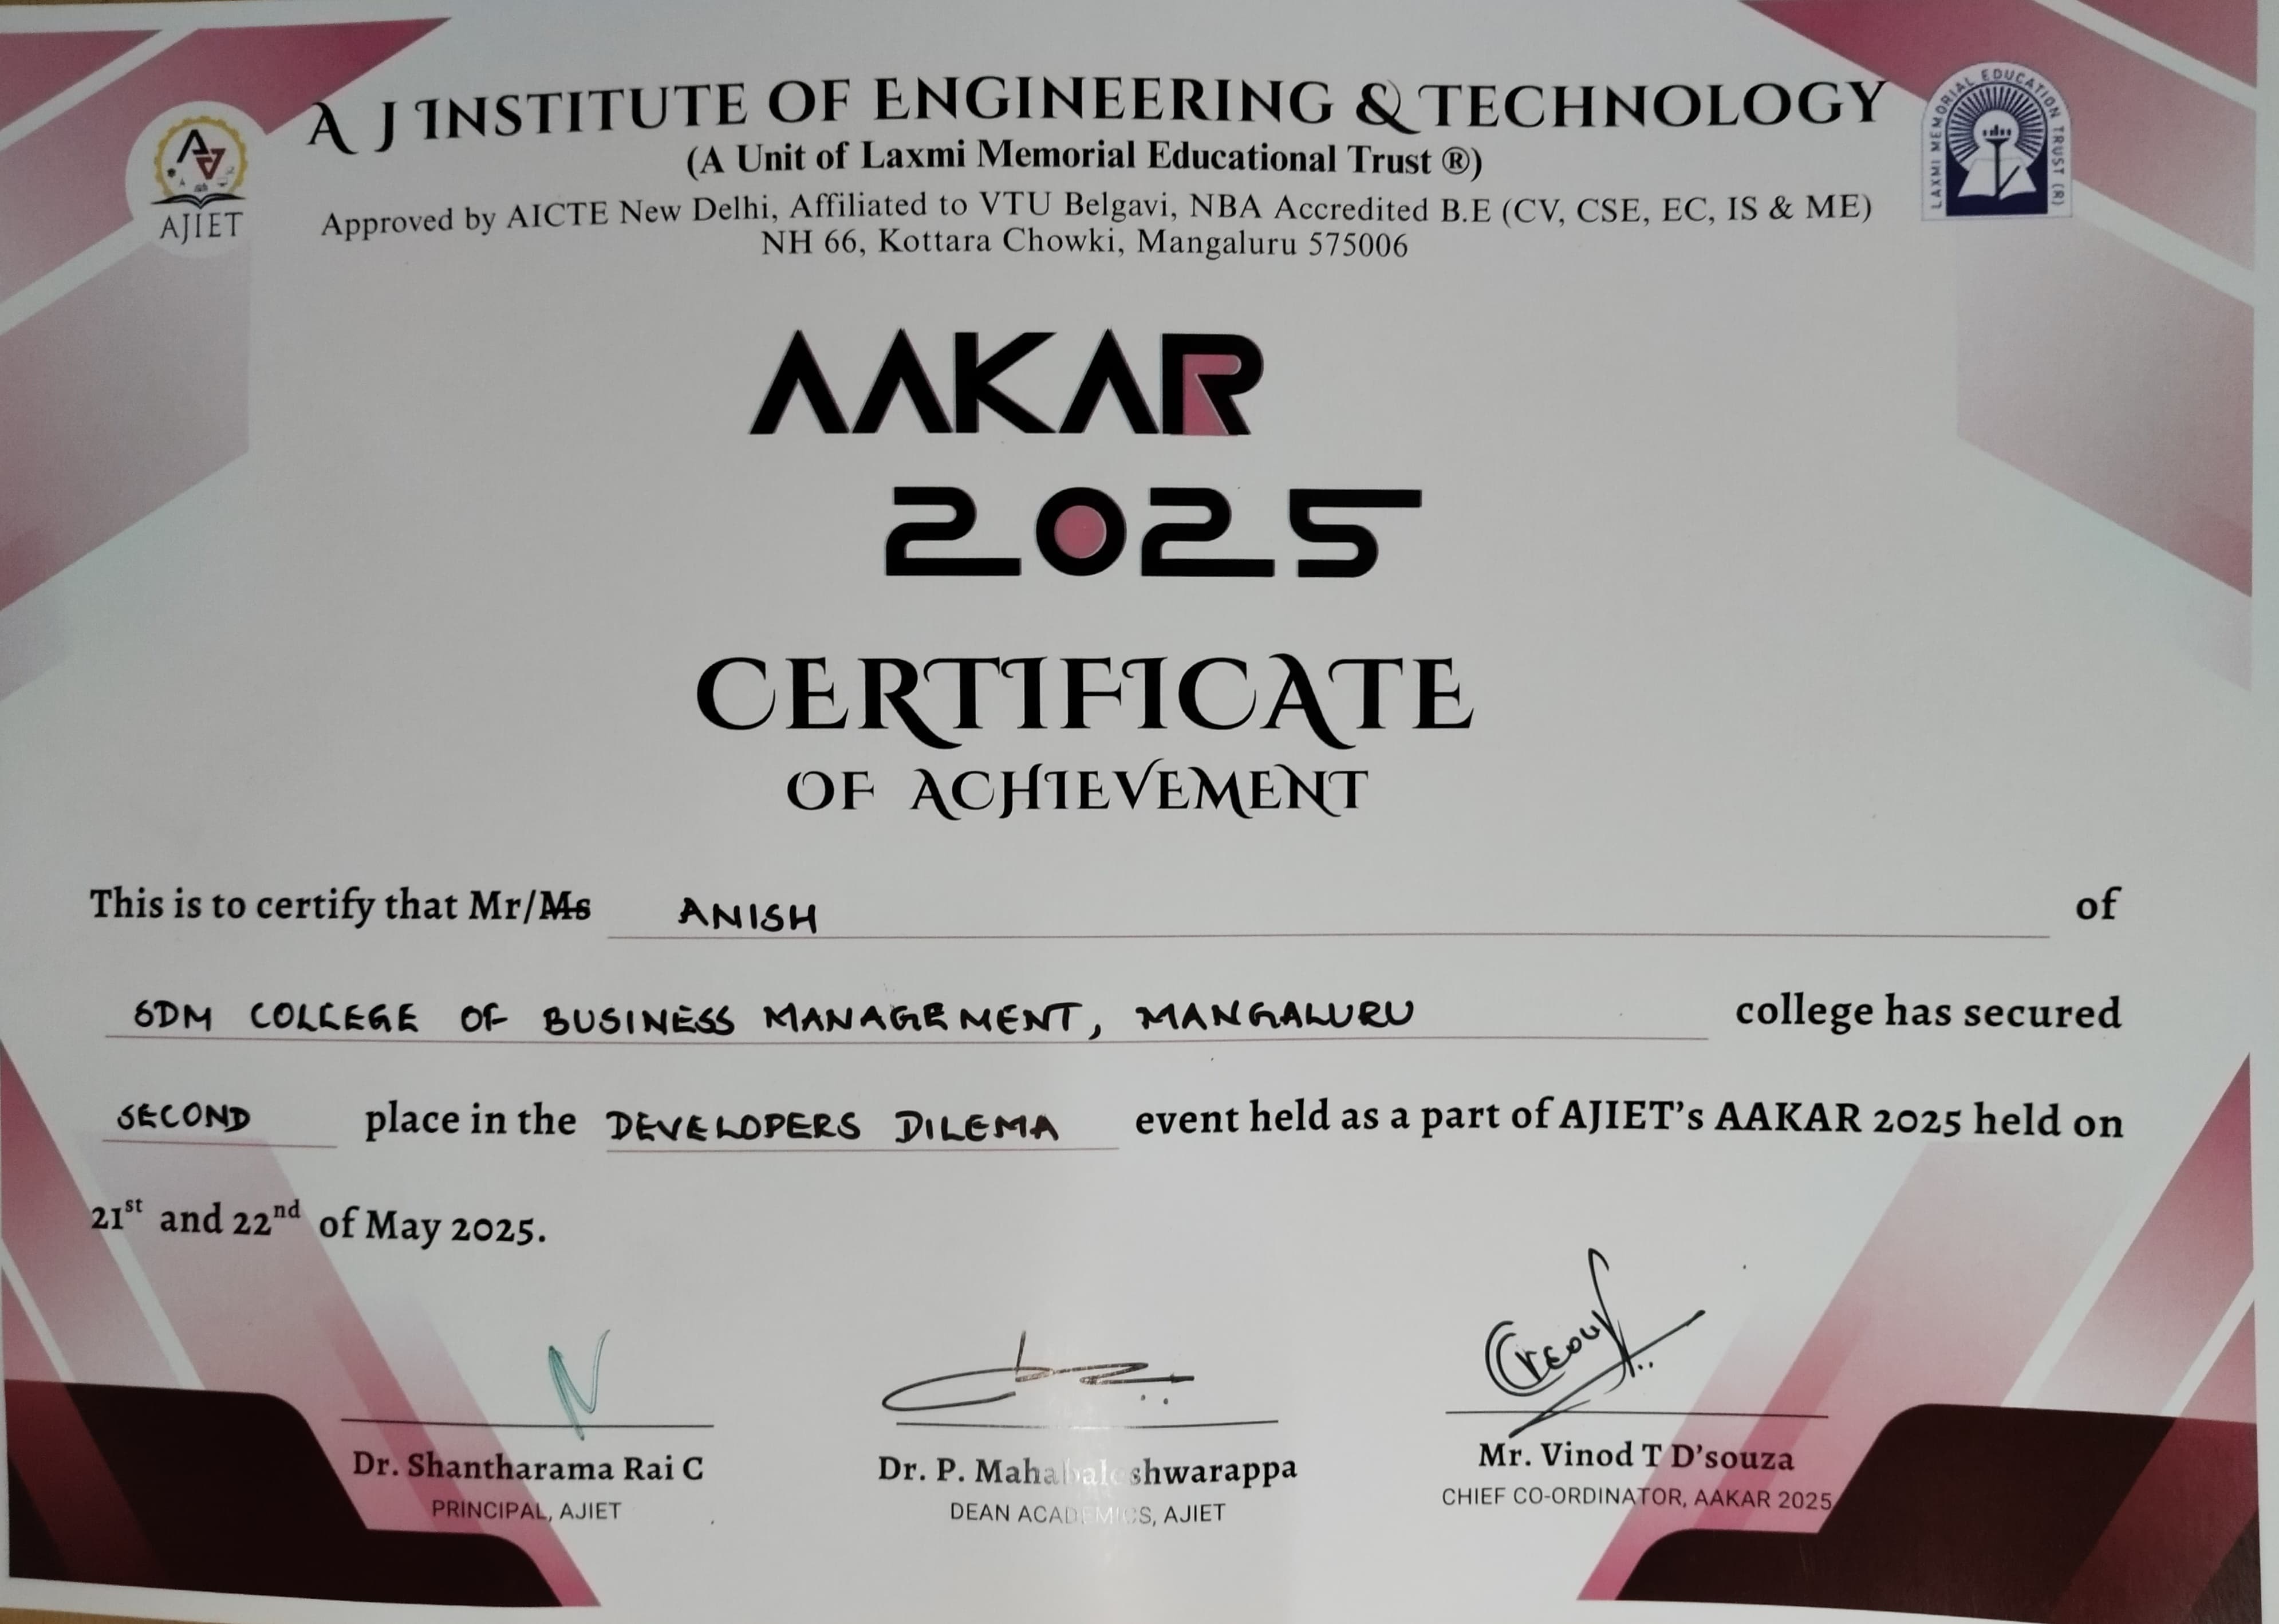 A J INSTITUTE OF ENGINEERING & TECHNOLOGY
(A Unit of Laxmi Memorial Educational Trust ®)
Approved by AICTE New Delhi, Affiliated to VTU Belgavi, NBA Accredited B.E (CV, CSE, EC, IS & ME)
NH 66, Kottara Chowki, Mangaluru 575006
AJIET
LAXMI MEMORIAL EDUCATION TRUST (R)
AAKAR
2025
CERTIFICATE
OF ACHIEVEMENT
This is to certify that Mr/Ms ANISH of
SDM COLLEGE OF BUSINESS MANAGEMENT, MANGALURU college has secured
SECOND place in the DEVELOPERS DILEMA event held as a part of AJIET's AAKAR 2025 held on
21st and 22nd of May 2025.
Dr. Shantharama Rai C
PRINCIPAL, AJIET
Dr. P. Mahabaleshwarappa
DEAN ACADEMICS, AJIET
Mr. Vinod T D'souza
CHIEF CO-ORDINATOR, AAKAR 2025